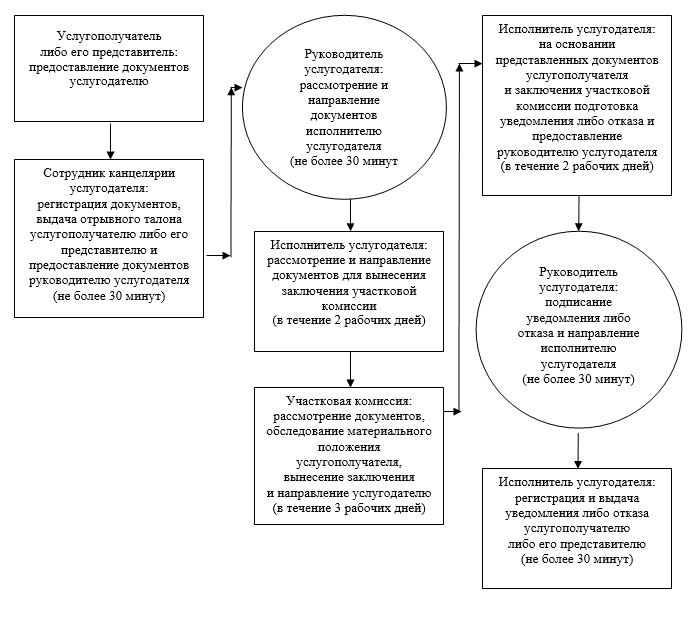 Услугополучатель
либо его представитель:
предоставление документов
услугодателю
Сотрудник канцелярии
услугодателя:
регистрация документов,
выдача отрывного талона
услугополучателю либо его
представителю и
предоставление документов
руководителю услугодателя
(не более 30 минут)
Руководитель
услугодателя:
рассмотрение и
направление
документов
исполнителю
услугодателя
(не более 30 минут
Исполнитель услугодателя:
рассмотрение и направление
документов для вынесения
заключения участковой
комиссии
(в течение 2 рабочих дней)
Участковая комиссия:
рассмотрение документов,
обследование материального
положения
услугополучателя,
вынесение заключения
и направление услугодателю
(в течение 3 рабочих дней)
Исполнитель услугодателя:
на основании
представленных документов
услугополучателя
и заключения участковой
комиссии подготовка
уведомления либо отказа и
предоставление
руководителю услугодателя
(в течение 2 рабочих дней)
Руководитель
услугодателя:
подписание
уведомления либо
отказа и направление
исполнителю
услугодателя
(не более 30 минут)
Исполнитель услугодателя:
регистрация и выдача
уведомления либо отказа
услугополучателю
либо его представителю
(не более 30 минут)